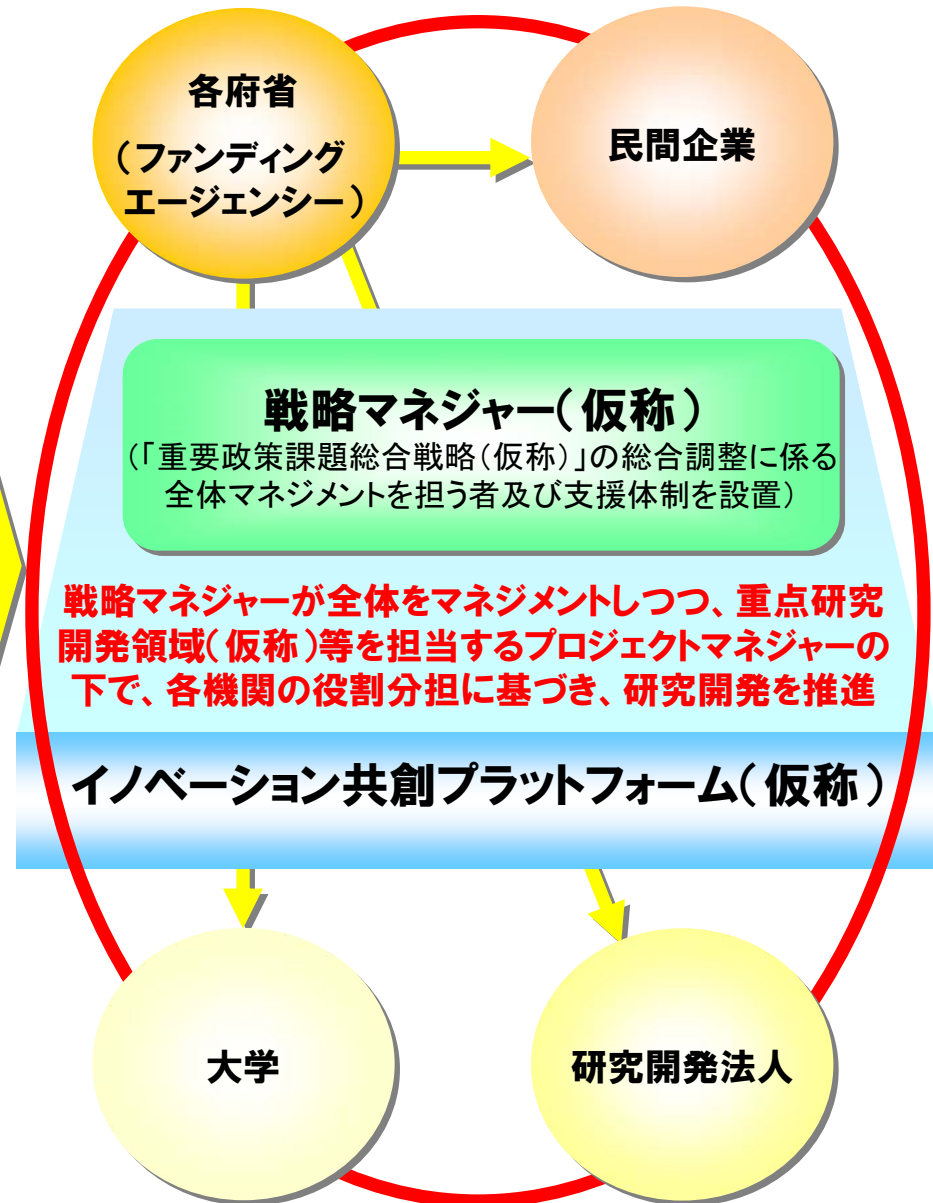 各府省
（ファンディング
エージェンシー）
民間企業
戦略マネジャー（仮称）
（「重要政策課題総合戦略（仮称）」の総合調整に係る
全体マネジメントを担う者及び支援体制を設置）
戦略マネジャーが全体をマネジメントしつつ、重点研究
開発領域（仮称）等を担当するプロジェクトマネジャーの
下で、各機関の役割分担に基づき、研究開発を推進
イノベーション共創プラットフォーム（仮称）
大学
研究開発法人